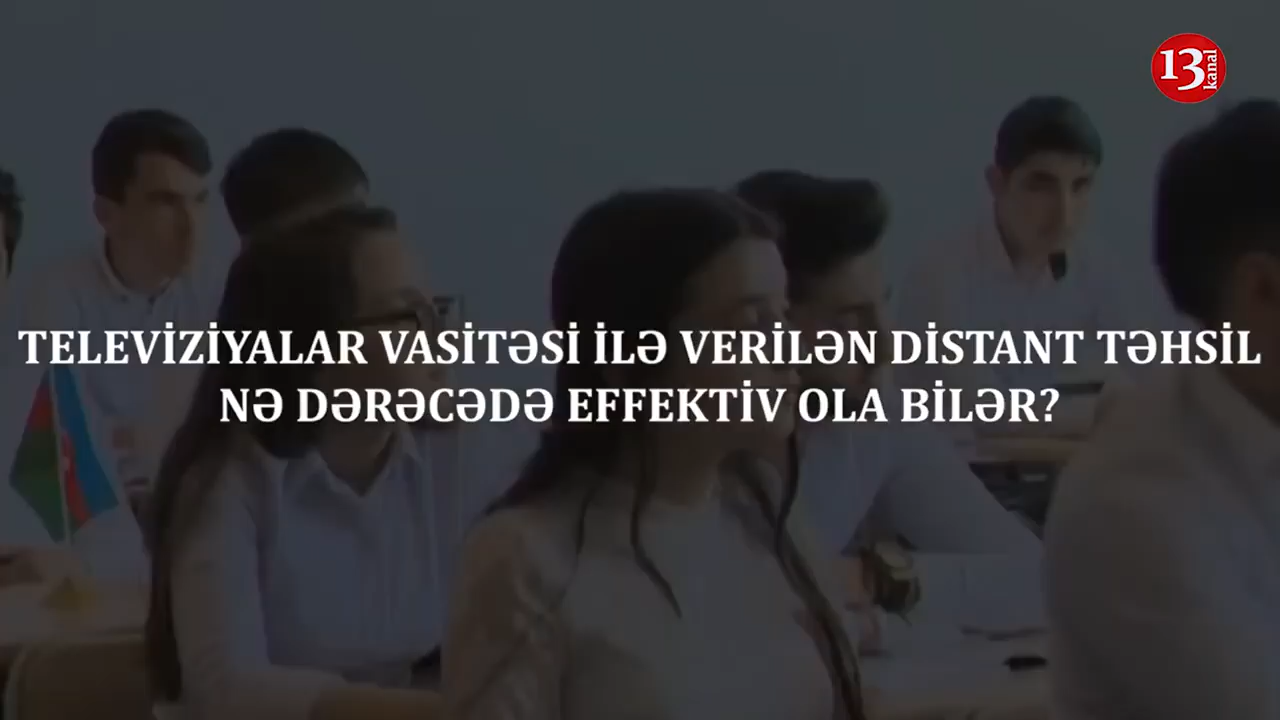 13 kanal
TELEVİZİYALAR VASİTƏSİ İLƏ VERİLƏN DİSTANT TƏHSİL
NƏ DƏRƏCƏDƏ EFFEKTİV OLA BİLƏR?